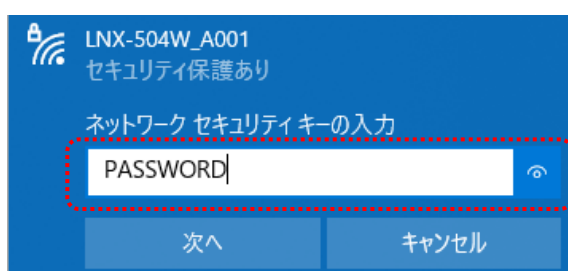 LNX-504W_A001
セキュリティ保護あり
ネットワーク セキュリティ キーの入力
PASSWORD
次へ キャンセル